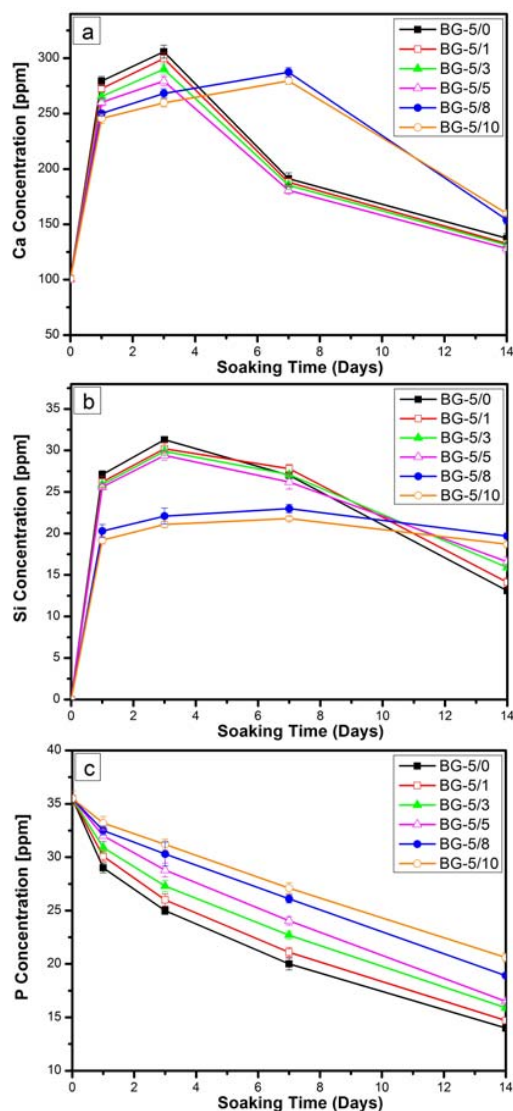 a
BG-5/0
BG-5/1
BG-5/3
BG-5/5
BG-5/8
BG-5/10
Ca Concentration [ppm]
300
250
200
150
100
50
0 2 4 6 8 10 12 14
Soaking Time (Days)
b
BG-5/0
BG-5/1
BG-5/3
BG-5/5
BG-5/8
BG-5/10
Si Concentration [ppm]
35
30
25
20
15
10
5
0
0 2 4 6 8 10 12 14
Soaking Time (Days)
c
BG-5/0
BG-5/1
BG-5/3
BG-5/5
BG-5/8
BG-5/10
P Concentration [ppm]
40
35
30
25
20
15
10
0 2 4 6 8 10 12 14
Soaking Time (Days)